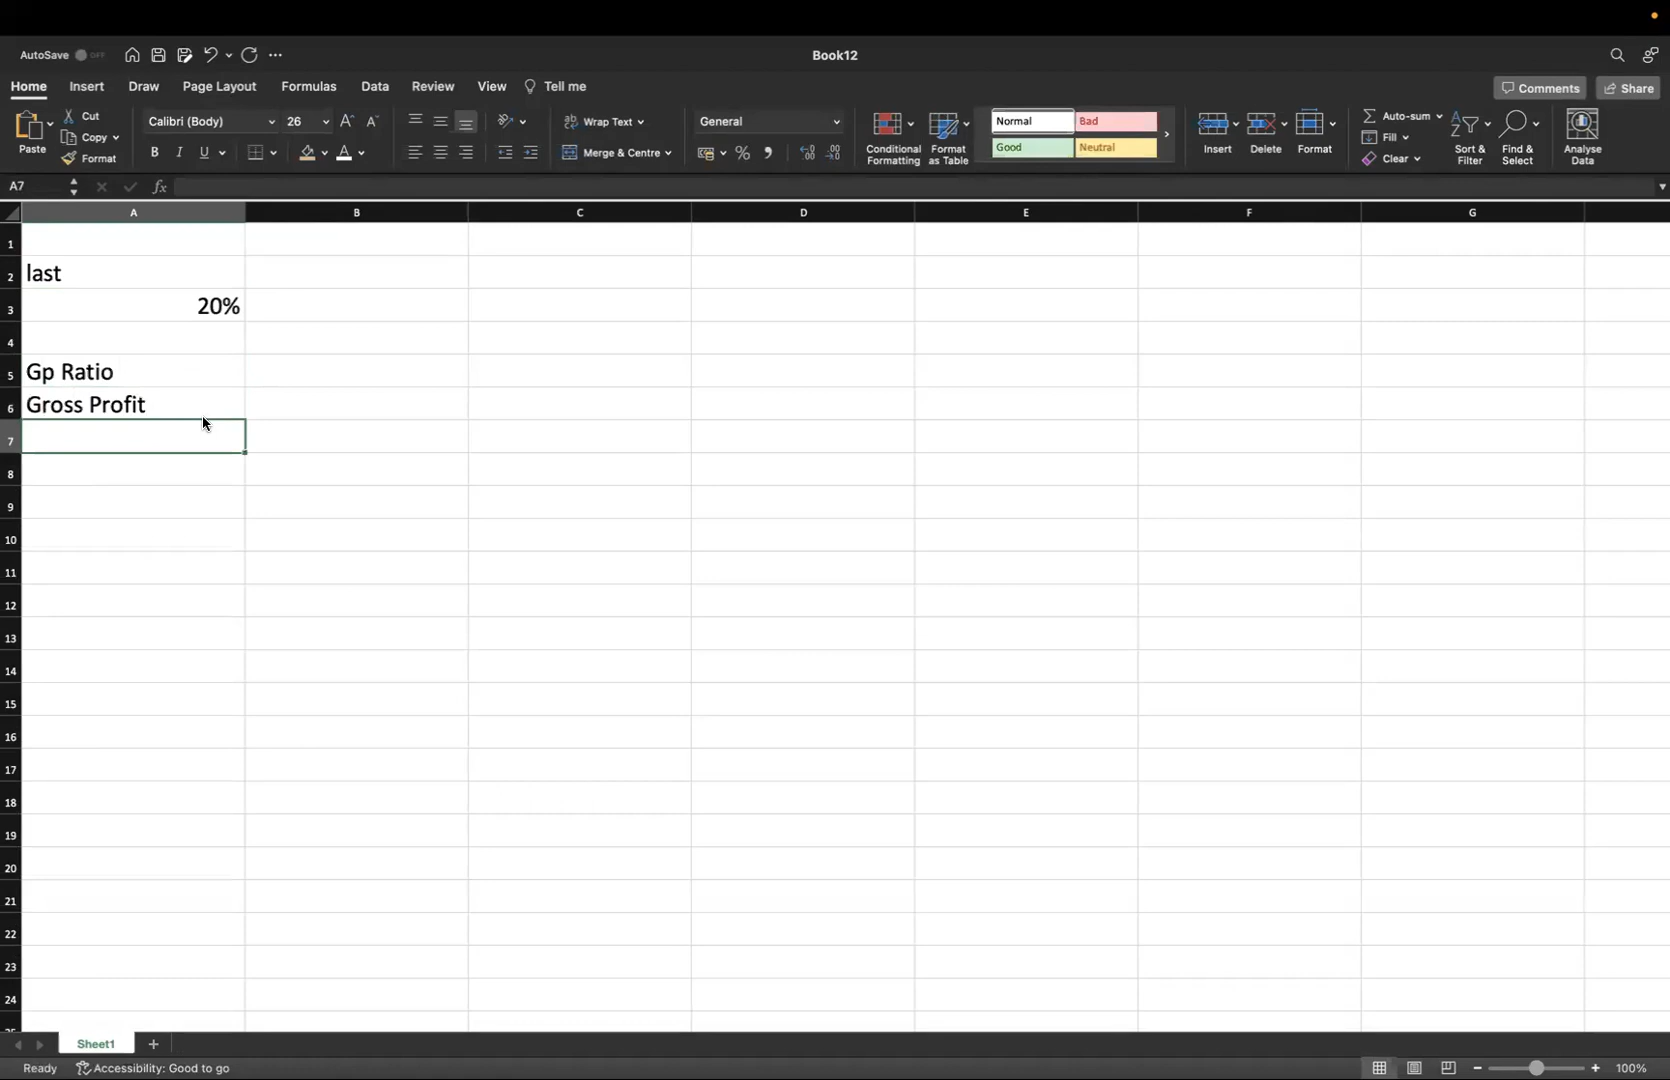 AutoSave OFF
Book12
Home Insert Draw Page Layout Formulas Data Review View Tell me
Comments Share
Paste
Cut
Copy
Format
Calibri (Body) 26
B I U
Wrap Text
Merge & Centre
General
Conditional Formatting
Format as Table
Normal Bad
Good Neutral
Insert
Delete
Format
Auto-sum
Fill
Clear
Sort & Filter
Find & Select
Analyse Data
A7 fx
A B C D E F G
1
2 last
3 20%
4
5 Gp Ratio
6 Gross Profit
7
8
9
10
11
12
13
14
15
16
17
18
19
20
21
22
23
24
Sheet1 +
Ready Accessibility: Good to go 100%